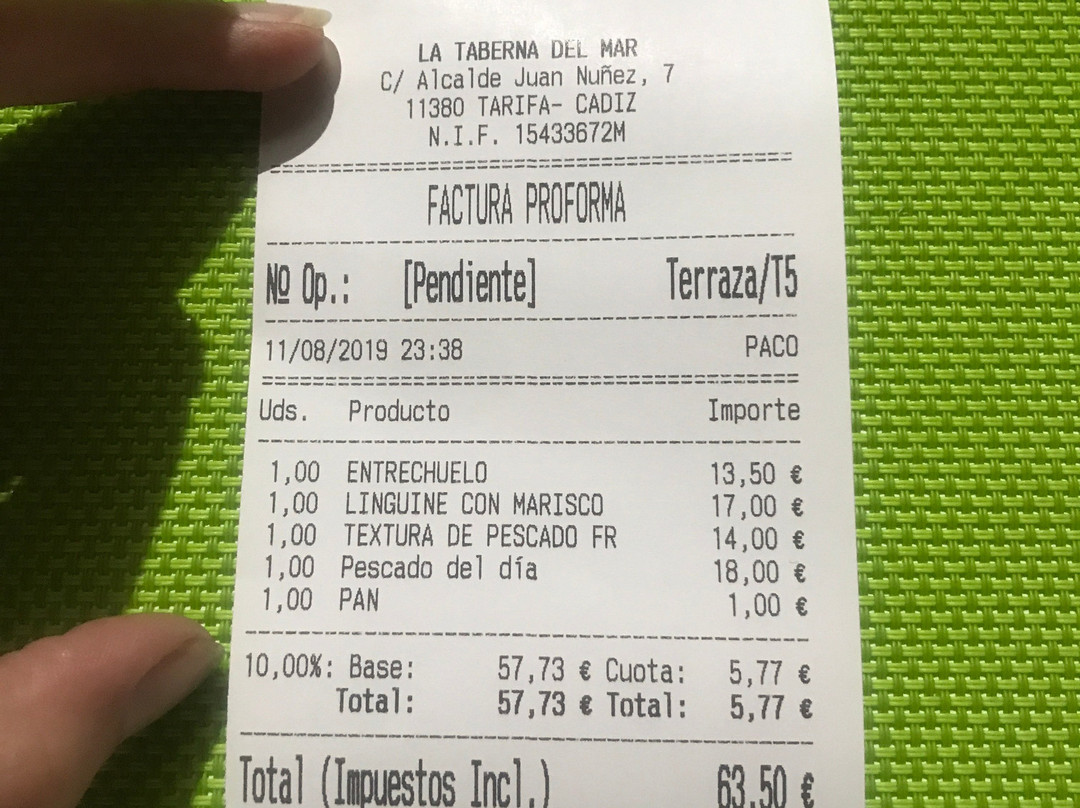 LA TABERNA DEL MAR
C/ Alcalde Juan Nuñez, 7
11380 TARIFA- CADIZ
N.I.F. 15433672M
FACTURA PROFORMA
Nº Op.: [Pendiente] Terraza/T5
11/08/2019 23:38 PACO
Uds. Producto Importe
1,00 ENTRECHUELO 13,50 €
1,00 LINGUINE CON MARISCO 17,00 €
1,00 TEXTURA DE PESCADO FR 14,00 €
1,00 Pescado del día 18,00 €
1,00 PAN 1,00 €
10,00%: Base: 57,73 € Cuota: 5,77 €
Total: 57,73 € Total: 5,77 €
Total (Impuestos Incl.) 63,50 €